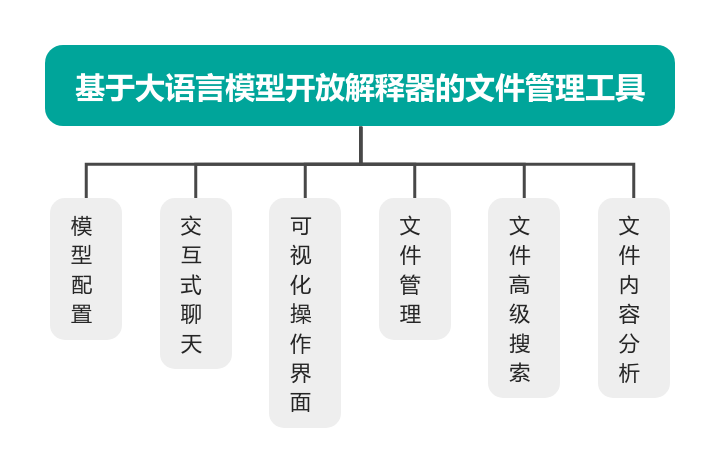 基于大语言模型开放解释器的文件管理工具
模型配置
交互式聊天
可视化操作界面
文件管理
文件高级搜索
文件内容分析